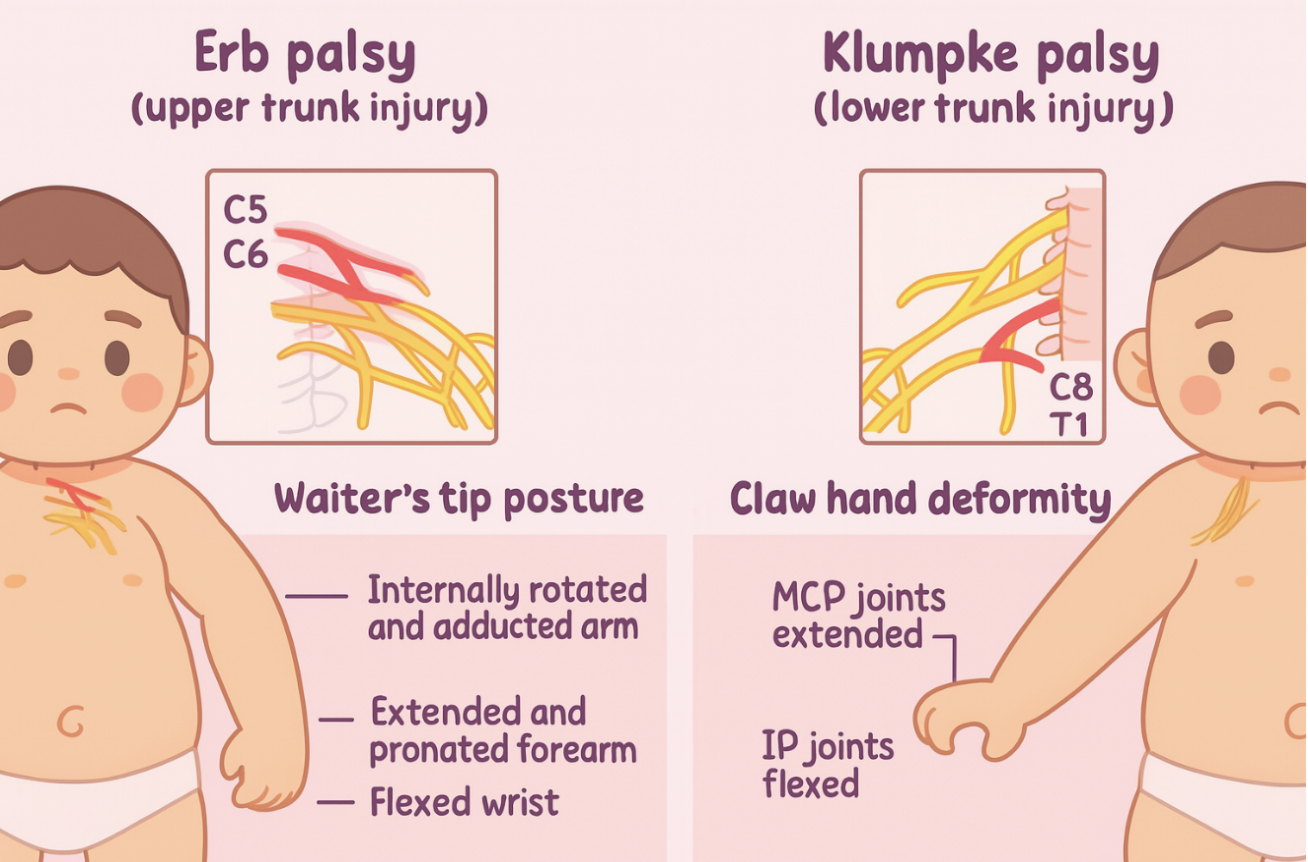 Erb palsy
(upper trunk injury)
C5
C6
Waiter's tip posture
Internally rotated
and adducted arm
Extended and
pronated forearm
Flexed wrist
Klumpke palsy
(lower trunk injury)
C8
T1
Claw hand deformity
MCP joints
extended
IP joints
flexed